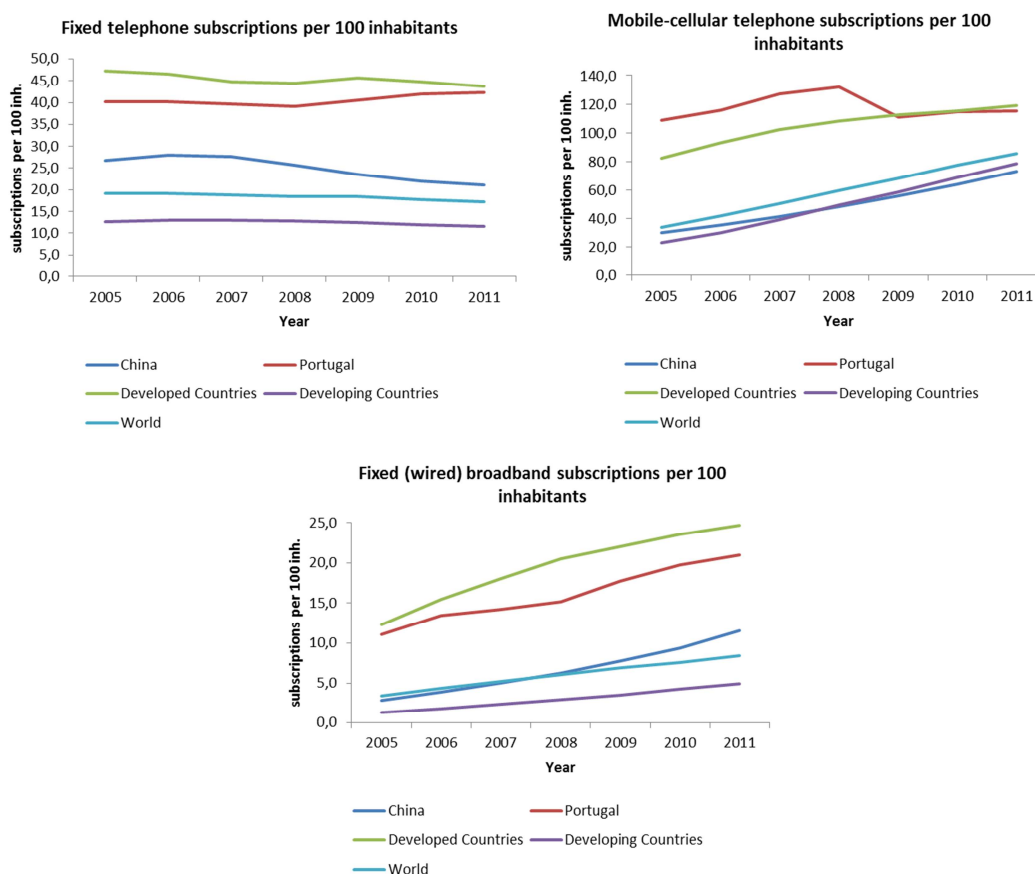 Fixed telephone subscriptions per 100 inhabitants
subscriptions per 100 inh.
50,0
45,0
40,0
35,0
30,0
25,0
20,0
15,0
10,0
5,0
0,0
2005 2006 2007 2008 2009 2010 2011
Year
China Portugal
Developed Countries Developing Countries
World
Mobile-cellular telephone subscriptions per 100
inhabitants
subscriptions per 100 inh.
140,0
120,0
100,0
80,0
60,0
40,0
20,0
0,0
2005 2006 2007 2008 2009 2010 2011
Year
China Portugal
Developed Countries Developing Countries
World
Fixed (wired) broadband subscriptions per 100
inhabitants
subscriptions per 100 inh.
25,0
20,0
15,0
10,0
5,0
0,0
2005 2006 2007 2008 2009 2010 2011
Year
China Portugal
Developed Countries Developing Countries
World